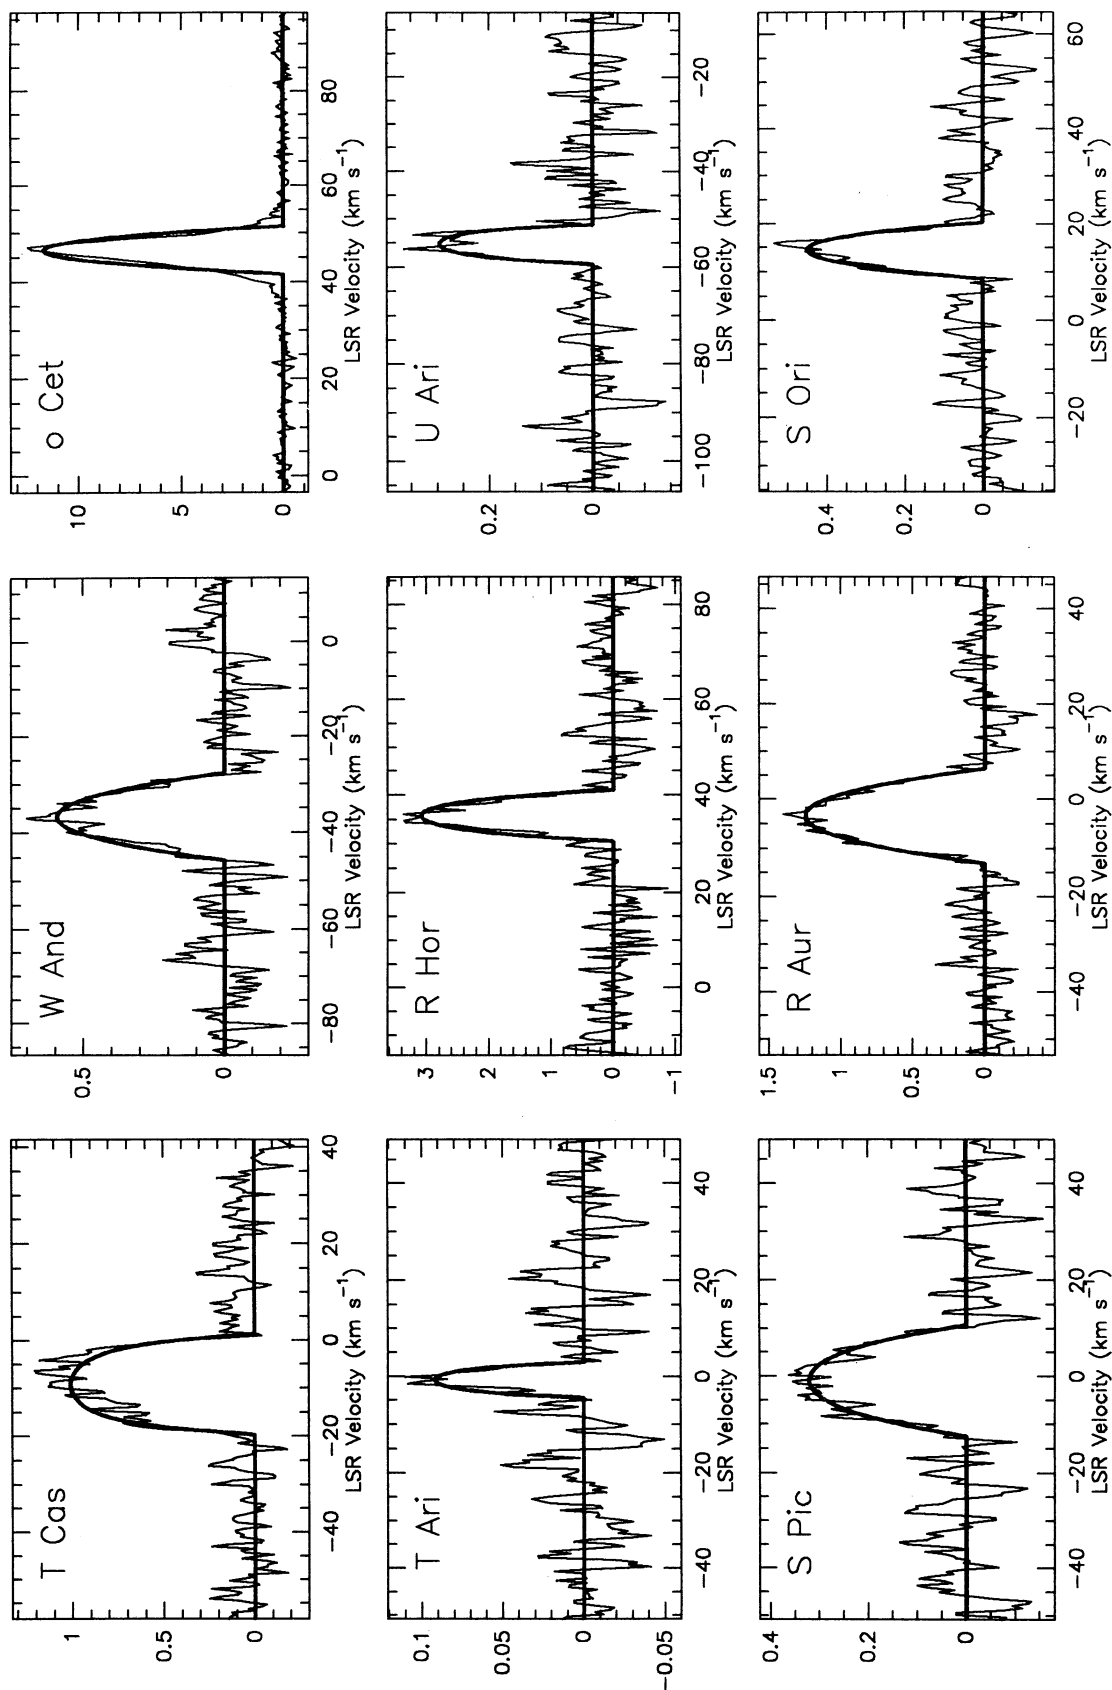 T Cas
1
0.5
0
−40 −20 0 20 40
LSR Velocity (km s⁻¹)
W And
0.5
0
−80 −60 −40 −20 0
LSR Velocity (km s⁻¹)
o Cet
10
5
0
0 20 40 60 80
LSR Velocity (km s⁻¹)
T Ari
0.1
0.05
0
−0.05
−40 −20 0 20 40
LSR Velocity (km s⁻¹)
R Hor
3
2
1
0
−1
0 20 40 60 80
LSR Velocity (km s⁻¹)
U Ari
0.2
0
−100 −80 −60 −40 −20
LSR Velocity (km s⁻¹)
S Pic
0.4
0.3
0.2
0
−40 −20 0 20 40
LSR Velocity (km s⁻¹)
R Aur
1.5
1
0.5
0
−40 −20 0 20 40
LSR Velocity (km s⁻¹)
S Ori
0.4
0.2
0
−20 0 20 40 60
LSR Velocity (km s⁻¹)